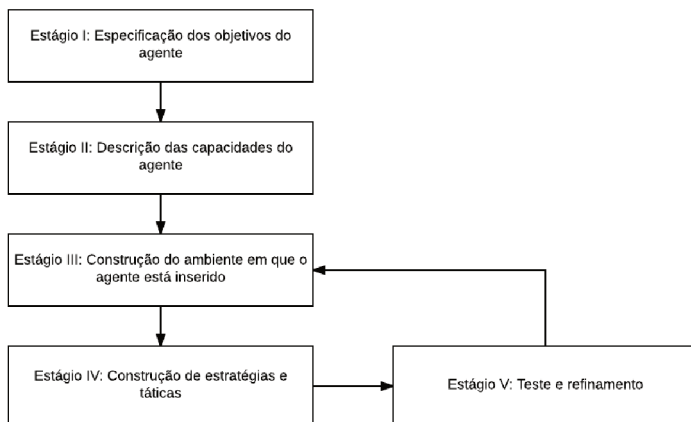 Estágio I: Especificação dos objetivos do
agente
Estágio II: Descrição das capacidades do
agente
Estágio III: Construção do ambiente em que o
agente está inserido
Estágio IV: Construção de estratégias e
táticas
Estágio V: Teste e refinamento